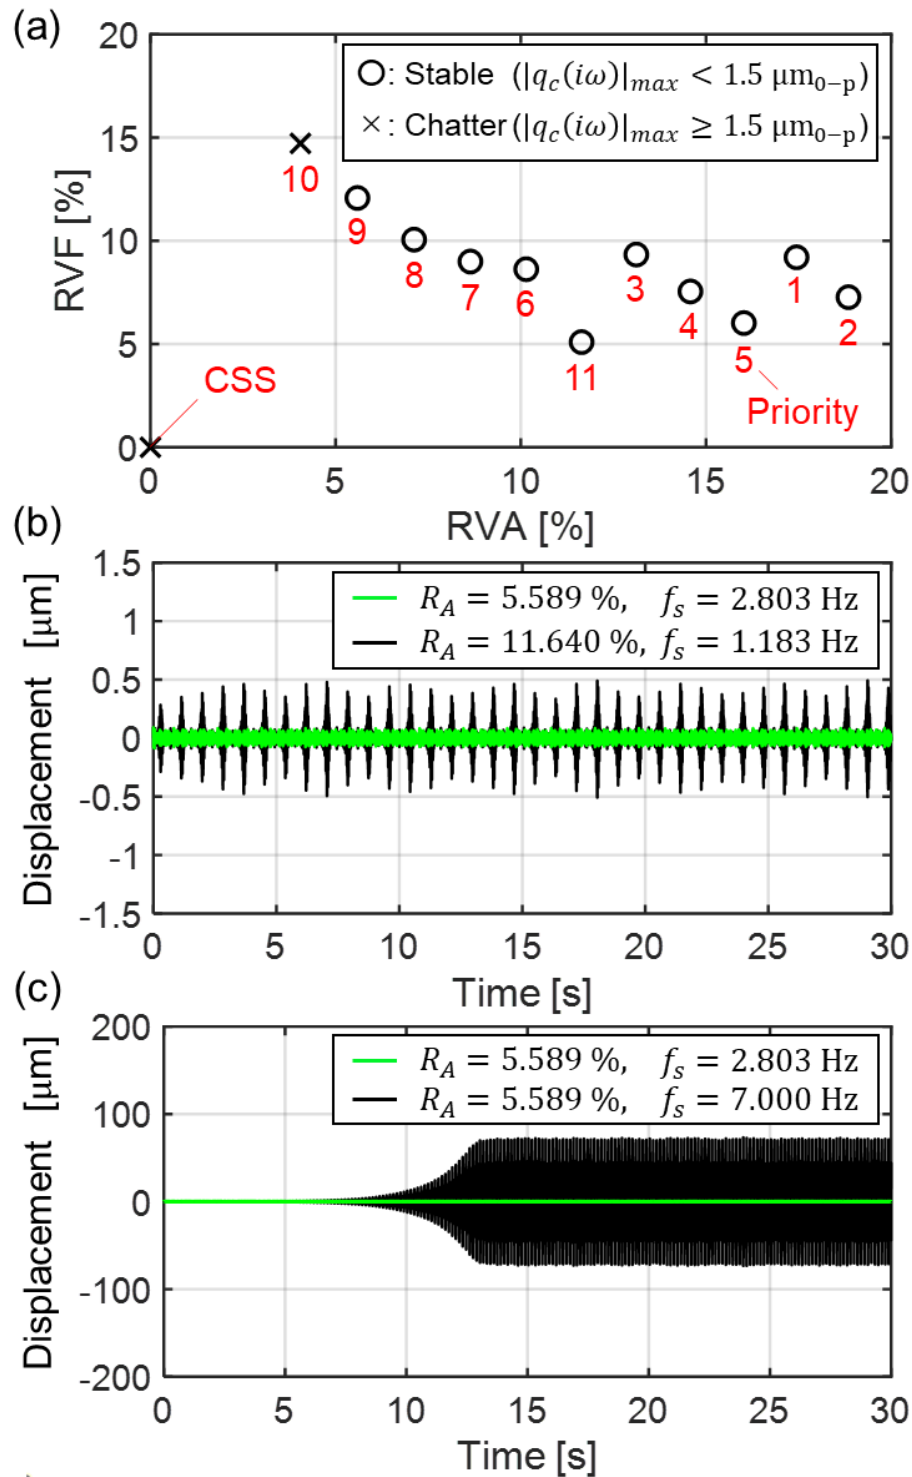 (a)
20
15
10
5
0
RVF [%]
○: Stable (|q_c(iω)|_max < 1.5 μm_0−p)
×: Chatter (|q_c(iω)|_max ≥ 1.5 μm_0−p)
10
9
8
7
6
11
3
4
5
1
2
CSS
Priority
0 5 10 15 20
RVA [%]
(b)
1.5
1
0.5
0
-0.5
-1
-1.5
Displacement [μm]
R_A = 5.589 %, f_s = 2.803 Hz
R_A = 11.640 %, f_s = 1.183 Hz
0 5 10 15 20 25 30
Time [s]
(c)
200
100
0
-100
-200
Displacement [μm]
R_A = 5.589 %, f_s = 2.803 Hz
R_A = 5.589 %, f_s = 7.000 Hz
0 5 10 15 20 25 30
Time [s]